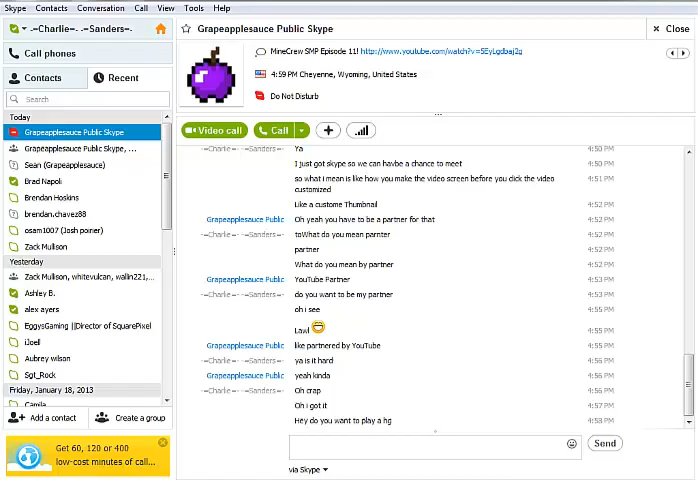 Skype Contacts Conversation Call View Tools Help
.-=Charlie=-. .-=Sanders=-.
Call phones
Contacts Recent
Search
Today
Grapeapplesauce Public Skype
Grapeapplesauce Public Skype, ...
Sean (Grapeapplesauce)
Brad Napoli
Brendan Hoskins
brendan.chavez88
osam1007 (Josh poirier)
Zack Mullison
Yesterday
Zack Mullison, whitevulcan, wallin221,...
Ashley B.
alex ayers
EggysGaming ||Director of SquarePixel
iJoel
Aubrey wilson
Sgt_Rock
Friday, January 18, 2013
Camila
Add a contact Create a group
Get 60, 120 or 400
low-cost minutes of call...
Grapeapplesauce Public Skype
Close
MineCrew SMP Episode 11! http://www.youtube.com/watch?v=5EyLgdbaj2g
4:59 PM Cheyenne, Wyoming, United States
Do Not Disturb
Video call Call
.-=Charlie=-. .-=Sanders=-. Ya 4:50 PM
I just got skype so we can havbe a chance to meet 4:50 PM
so what i mean is like how you make the video screen before you click the video 4:51 PM
customized
Like a custome Thumbnail 4:52 PM
Grapeapplesauce Public Oh yeah you have to be a partner for that 4:52 PM
.-=Charlie=-. .-=Sanders=-. toWhat do you mean parnter 4:52 PM
partner 4:52 PM
What do you mean by partner 4:52 PM
Grapeapplesauce Public YouTube Partner 4:53 PM
.-=Charlie=-. .-=Sanders=-. do you want to be my partner 4:53 PM
oh i see 4:55 PM
Lawl 4:55 PM
Grapeapplesauce Public like partnered by YouTube 4:55 PM
.-=Charlie=-. .-=Sanders=-. ya is it hard 4:56 PM
Grapeapplesauce Public yeah kinda 4:56 PM
.-=Charlie=-. .-=Sanders=-. Oh crap 4:56 PM
Oh i got it 4:57 PM
Hey do you want to play a hg 4:58 PM
Send
via Skype